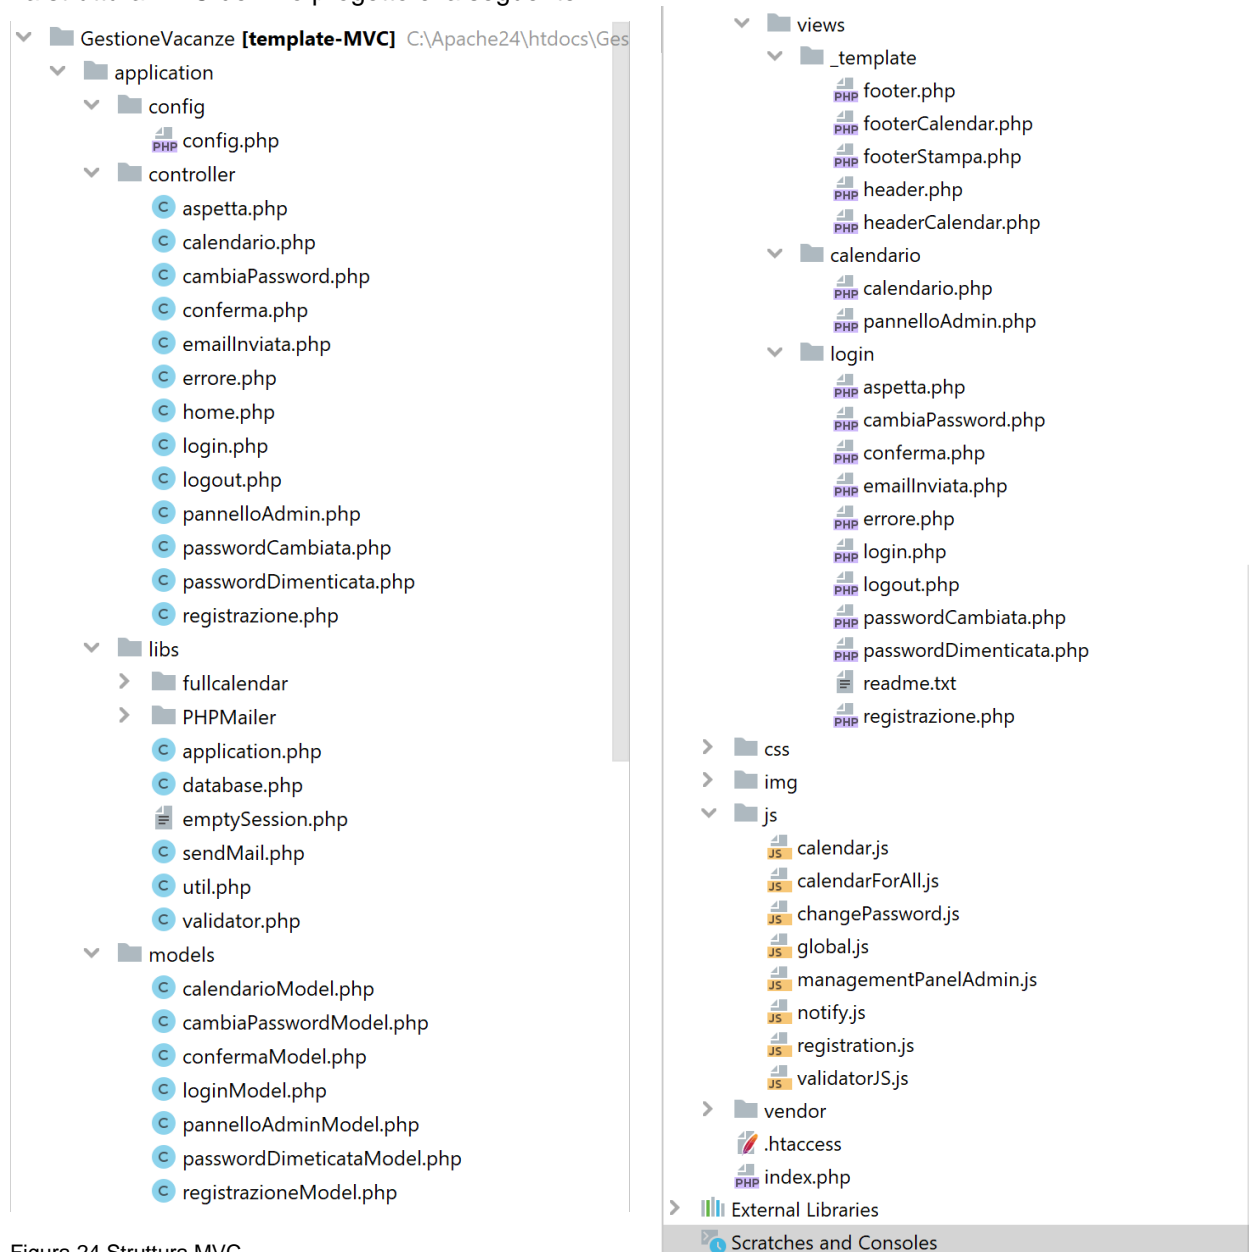 GestioneVacanze [template-MVC] C:\Apache24\htdocs\Ges
application
config
config.php
controller
aspetta.php
calendario.php
cambiaPassword.php
conferma.php
emailInviata.php
errore.php
home.php
login.php
logout.php
pannelloAdmin.php
passwordCambiata.php
passwordDimenticata.php
registrazione.php
libs
fullcalendar
PHPMailer
application.php
database.php
emptySession.php
sendMail.php
util.php
validator.php
models
calendarioModel.php
cambiaPasswordModel.php
confermaModel.php
loginModel.php
pannelloAdminModel.php
passwordDimeticataModel.php
registrazioneModel.php
Figura 24 Struttura MVC
views
_template
footer.php
footerCalendar.php
footerStampa.php
header.php
headerCalendar.php
calendario
calendario.php
pannelloAdmin.php
login
aspetta.php
cambiaPassword.php
conferma.php
emailInviata.php
errore.php
login.php
logout.php
passwordCambiata.php
passwordDimenticata.php
readme.txt
registrazione.php
css
img
js
calendar.js
calendarForAll.js
changePassword.js
global.js
managementPanelAdmin.js
notify.js
registration.js
validatorJS.js
vendor
.htaccess
index.php
External Libraries
Scratches and Consoles